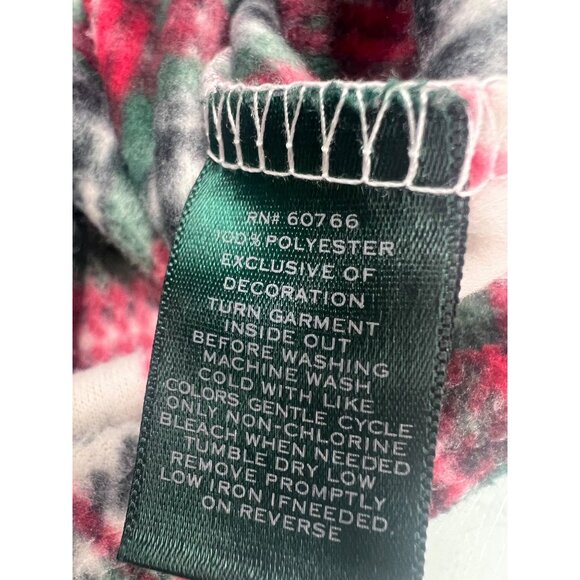 RN# 60766
100% POLYESTER
EXCLUSIVE OF
DECORATION
TURN GARMENT
INSIDE OUT
BEFORE WASHING
MACHINE WASH
COLD WITH LIKE
COLORS, GENTLE CYCLE
ONLY NON-CHLORINE
BLEACH WHEN NEEDED
TUMBLE DRY LOW
REMOVE PROMPTLY
LOW IRON IFNEEDED.
ON REVERSE